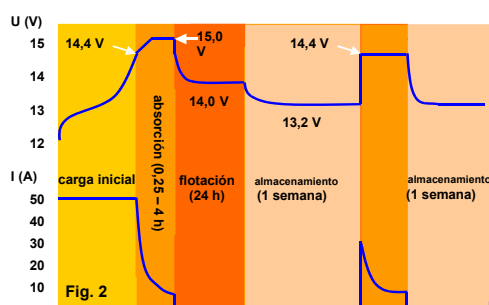 U (V)
15
14
13
12
14,4 V
15,0
V
14,0 V
13,2 V
14,4 V
carga inicial
absorción (0,25 – 4 h)
flotación
(24 h)
almacenamiento
(1 semana)
almacenamiento
(1 semana)
I (A)
50
40
30
20
10
Fig. 2